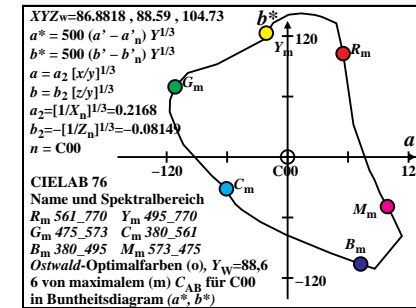 XYZw=86.8818, 88.59, 104.73
a* = 500 (a' – a'n) Y1/3
b* = 500 (b' – b'n) Y1/3
a = a2 [x/y]1/3
b = b2 [z/y]1/3
a2=[1/Xn]1/3=0.2168
b2=–[1/Zn]1/3=–0.08149
n = C00
CIELAB 76
Name und Spektralbereich
Rm 561_770 Ym 495_770
Gm 475_573 Cm 380_561
Bm 380_495 Mm 573_475
Ostwald-Optimalfarben (o), YW=88,6
6 von maximalem (m) CAB für C00
in Buntheitsdiagram (a*, b*)
b*
120
Ym
Rm
Gm
a
–120
C00
12
Cm
Mm
Bm
–120